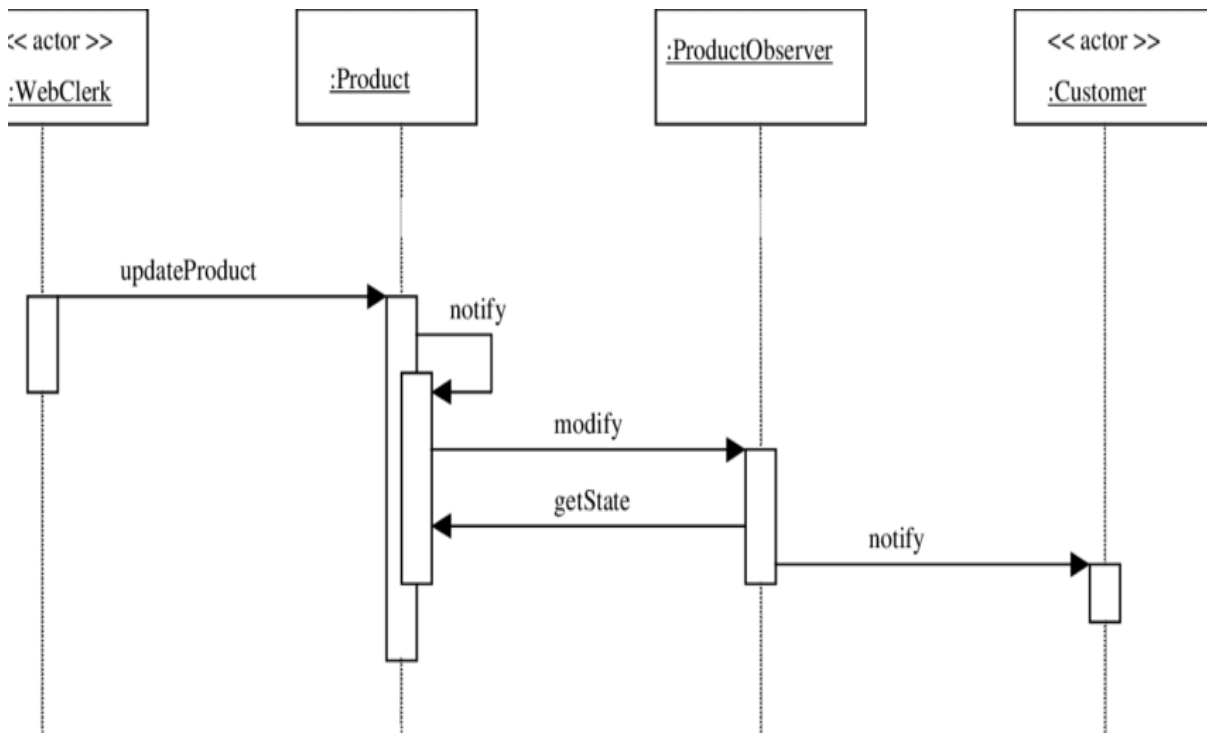 << actor >>
:WebClerk
:Product
:ProductObserver
<< actor >>
:Customer
updateProduct
notify
modify
getState
notify